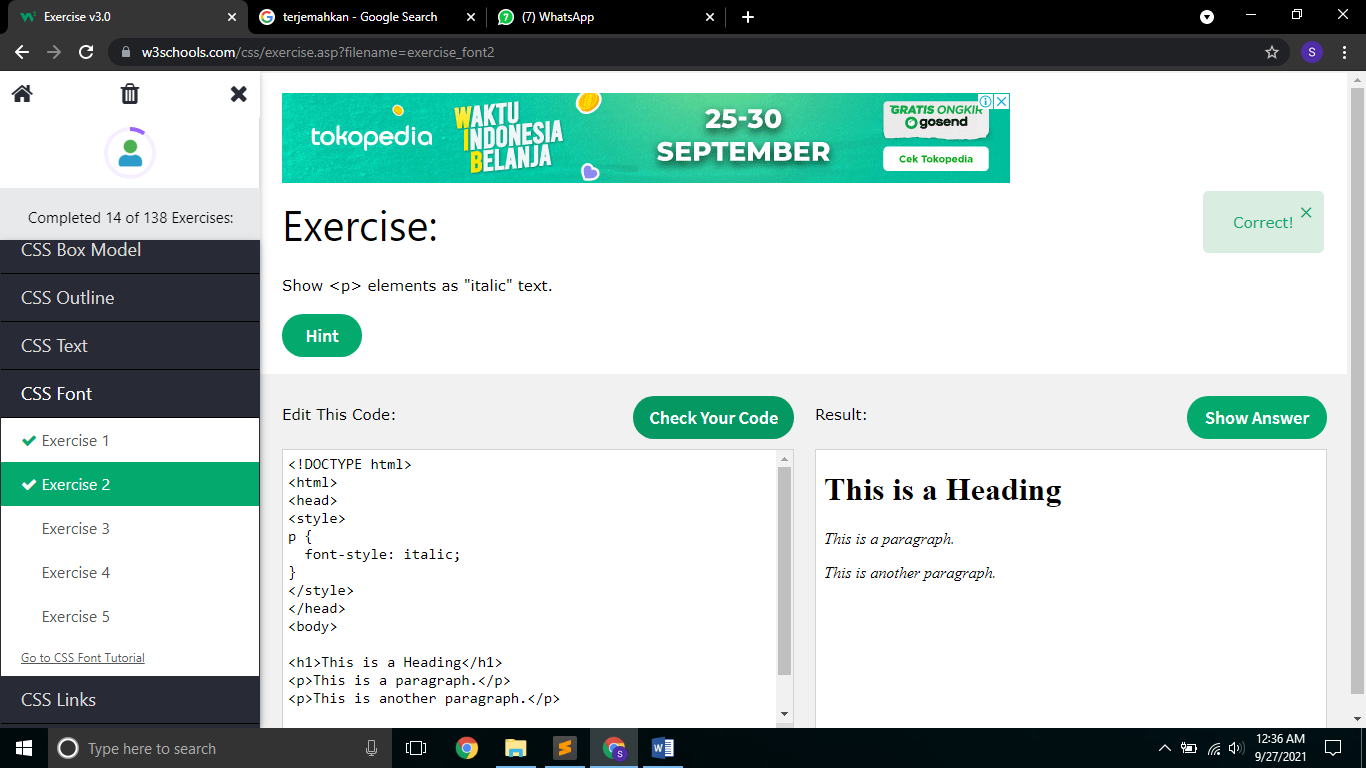 Exercise v3.0
terjemahkan - Google Search
(7) WhatsApp
w3schools.com/css/exercise.asp?filename=exercise_font2
S
Completed 14 of 138 Exercises:
CSS Box Model
CSS Outline
CSS Text
CSS Font
Exercise 1
Exercise 2
Exercise 3
Exercise 4
Exercise 5
Go to CSS Font Tutorial
CSS Links
tokopedia
WAKTU
INDONESIA
BELANJA
25-30
SEPTEMBER
GRATIS ONGKIR
gosend
Cek Tokopedia
Exercise:
Correct!
Show <p> elements as "italic" text.
Hint
Edit This Code:
Check Your Code
Result:
Show Answer
<!DOCTYPE html>
<html>
<head>
<style>
p {
  font-style: italic;
}
</style>
</head>
<body>
<h1>This is a Heading</h1>
<p>This is a paragraph.</p>
<p>This is another paragraph.</p>
This is a Heading
This is a paragraph.
This is another paragraph.
Type here to search
12:36 AM
9/27/2021